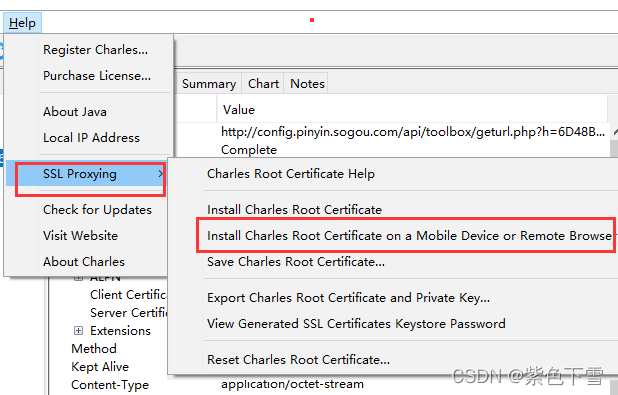 Help
Register Charles...
Purchase License...
Summary Chart Notes
About Java
Value
Local IP Address
http://config.pinyin.sogou.com/api/toolbox/geturl.php?h=6D48B...
Complete
SSL Proxying
Charles Root Certificate Help
Check for Updates
Install Charles Root Certificate
Visit Website
Install Charles Root Certificate on a Mobile Device or Remote Browser
About Charles
Save Charles Root Certificate...
ALPN
Client Certific
Export Charles Root Certificate and Private Key...
Server Certific
View Generated SSL Certificates Keystore Password
Extensions
Method
Kept Alive
Reset Charles Root Certificate...
Content-Type
application/octet-stream
CSDN @紫色下雪